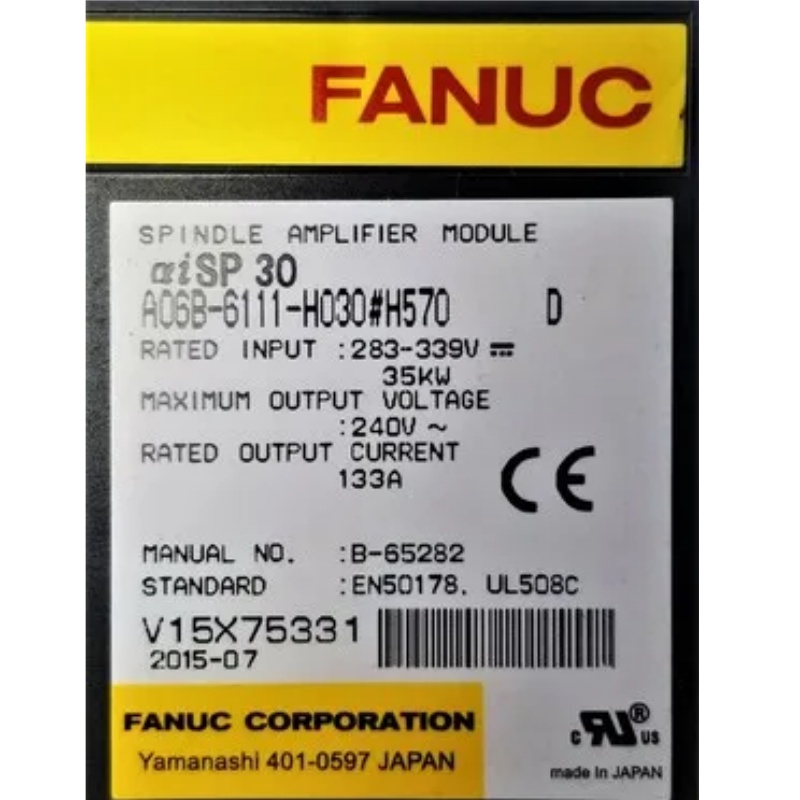 FANUC
SPINDLE AMPLIFIER MODULE
αiSP 30
A06B-6111-H030#H570 D
RATED INPUT :283-339V ⎓
35KW
MAXIMUM OUTPUT VOLTAGE
:240V ~
RATED OUTPUT CURRENT
133A
CE
MANUAL NO. :B-65282
STANDARD :EN50178. UL508C
V15X75331
2015-07
FANUC CORPORATION
Yamanashi 401-0597 JAPAN
c RU ® US
made In JAPAN